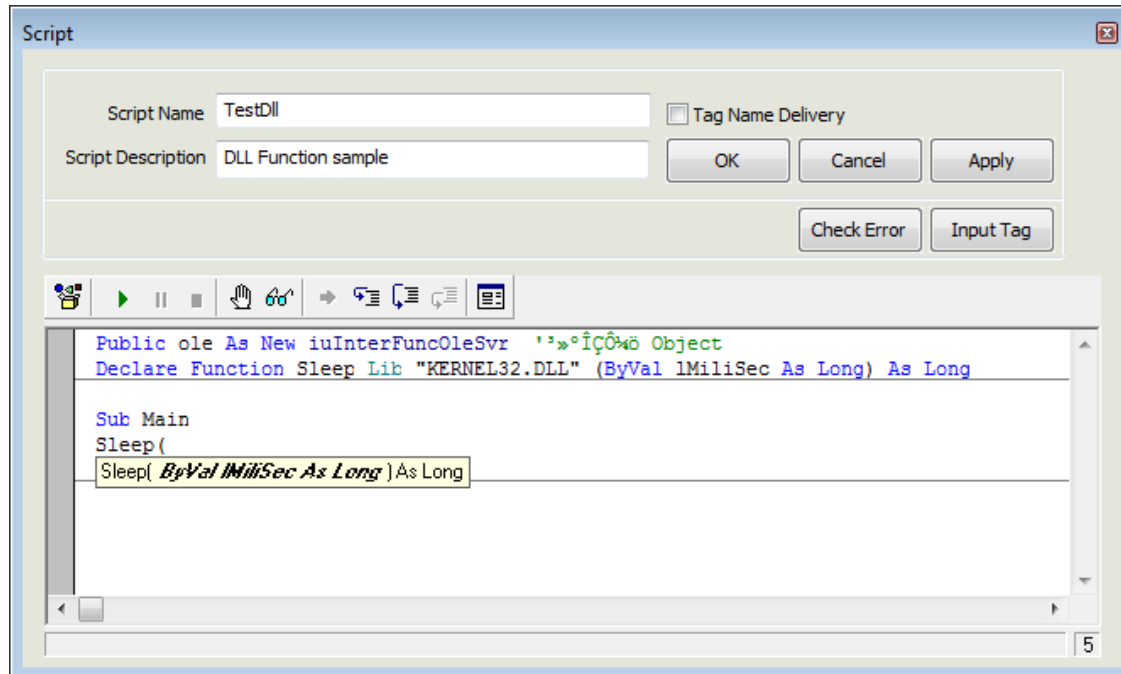 Script
Script Name TestDll Tag Name Delivery
Script Description DLL Function sample OK Cancel Apply
Check Error Input Tag
Public ole As New iuInterFuncOleSvr '³»ºÎÇÔ¼ö Object
Declare Function Sleep Lib "KERNEL32.DLL" (ByVal lMiliSec As Long) As Long
Sub Main
Sleep(
Sleep( ByVal lMiliSec As Long ) As Long
5